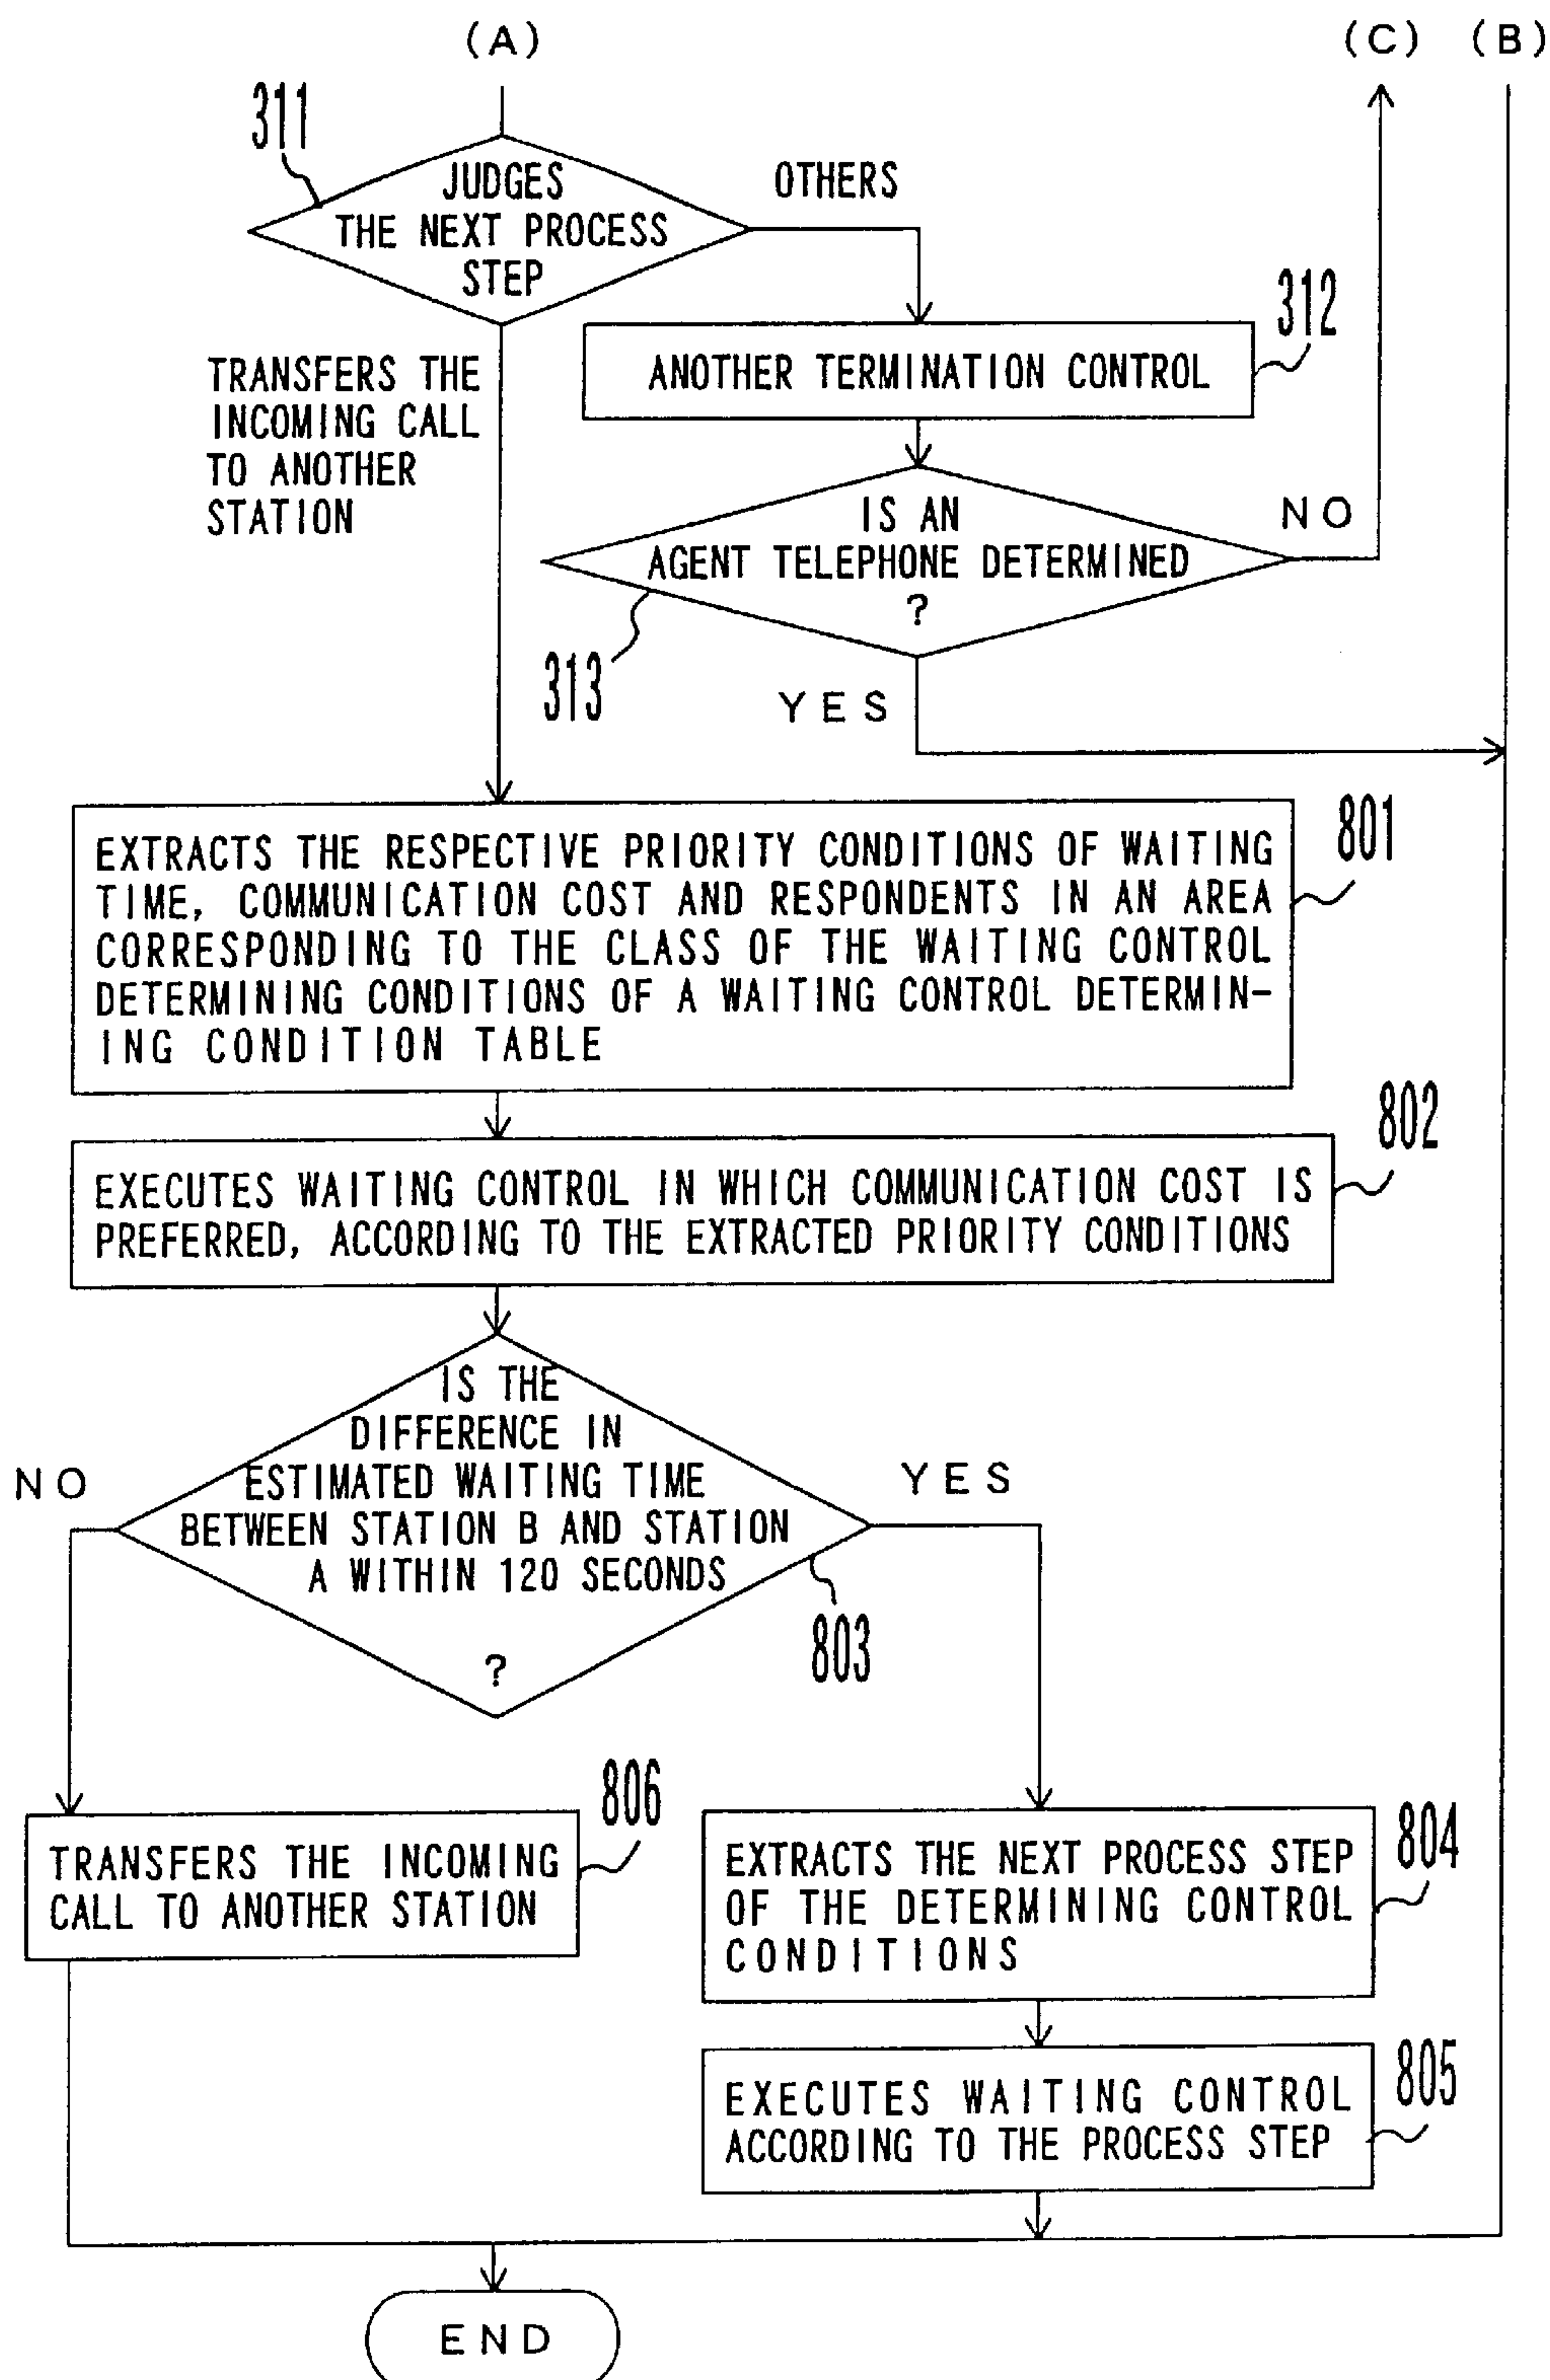 (A)
(C) (B)
311
JUDGES
THE NEXT PROCESS
STEP
OTHERS
312
TRANSFERS THE
INCOMING CALL
TO ANOTHER
STATION
ANOTHER TERMINATION CONTROL
IS AN
AGENT TELEPHONE DETERMINED
?
NO
313
YES
801
EXTRACTS THE RESPECTIVE PRIORITY CONDITIONS OF WAITING
TIME, COMMUNICATION COST AND RESPONDENTS IN AN AREA
CORRESPONDING TO THE CLASS OF THE WAITING CONTROL
DETERMINING CONDITIONS OF A WAITING CONTROL DETERMIN-
ING CONDITION TABLE
802
EXECUTES WAITING CONTROL IN WHICH COMMUNICATION COST IS
PREFERRED, ACCORDING TO THE EXTRACTED PRIORITY CONDITIONS
IS THE
DIFFERENCE IN
ESTIMATED WAITING TIME
BETWEEN STATION B AND STATION
A WITHIN 120 SECONDS
?
NO
YES
803
806
TRANSFERS THE INCOMING
CALL TO ANOTHER STATION
804
EXTRACTS THE NEXT PROCESS STEP
OF THE DETERMINING CONTROL
CONDITIONS
805
EXECUTES WAITING CONTROL
ACCORDING TO THE PROCESS STEP
END